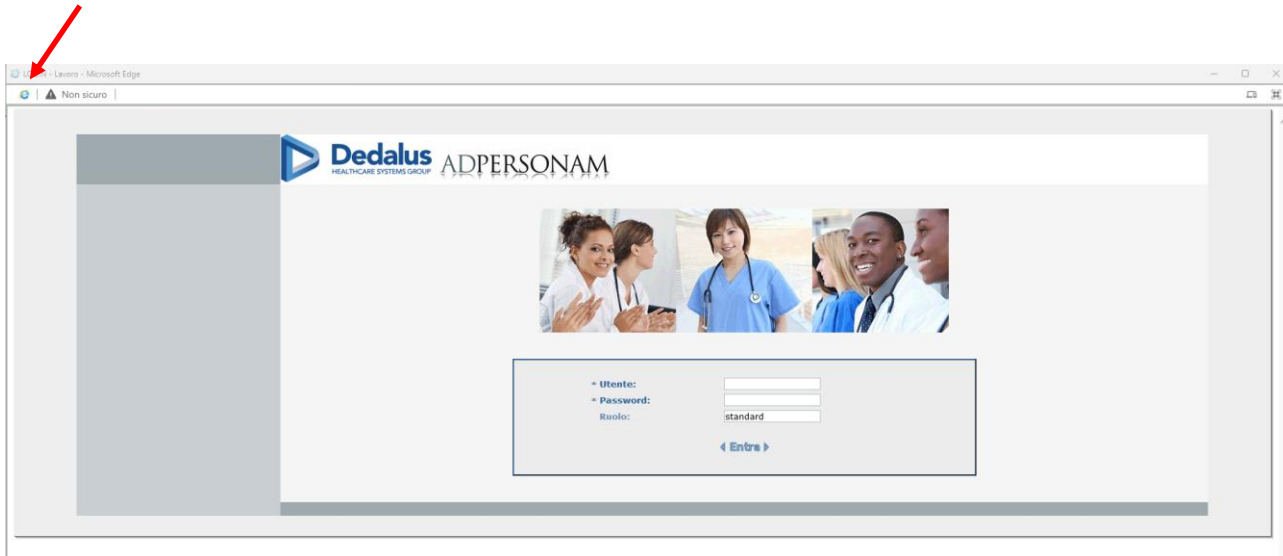 - Lavoro - Microsoft Edge
Non sicuro
Dedalus
HEALTHCARE SYSTEMS GROUP
ADPERSONAM
* Utente:
* Password:
Ruolo: standard
Entra